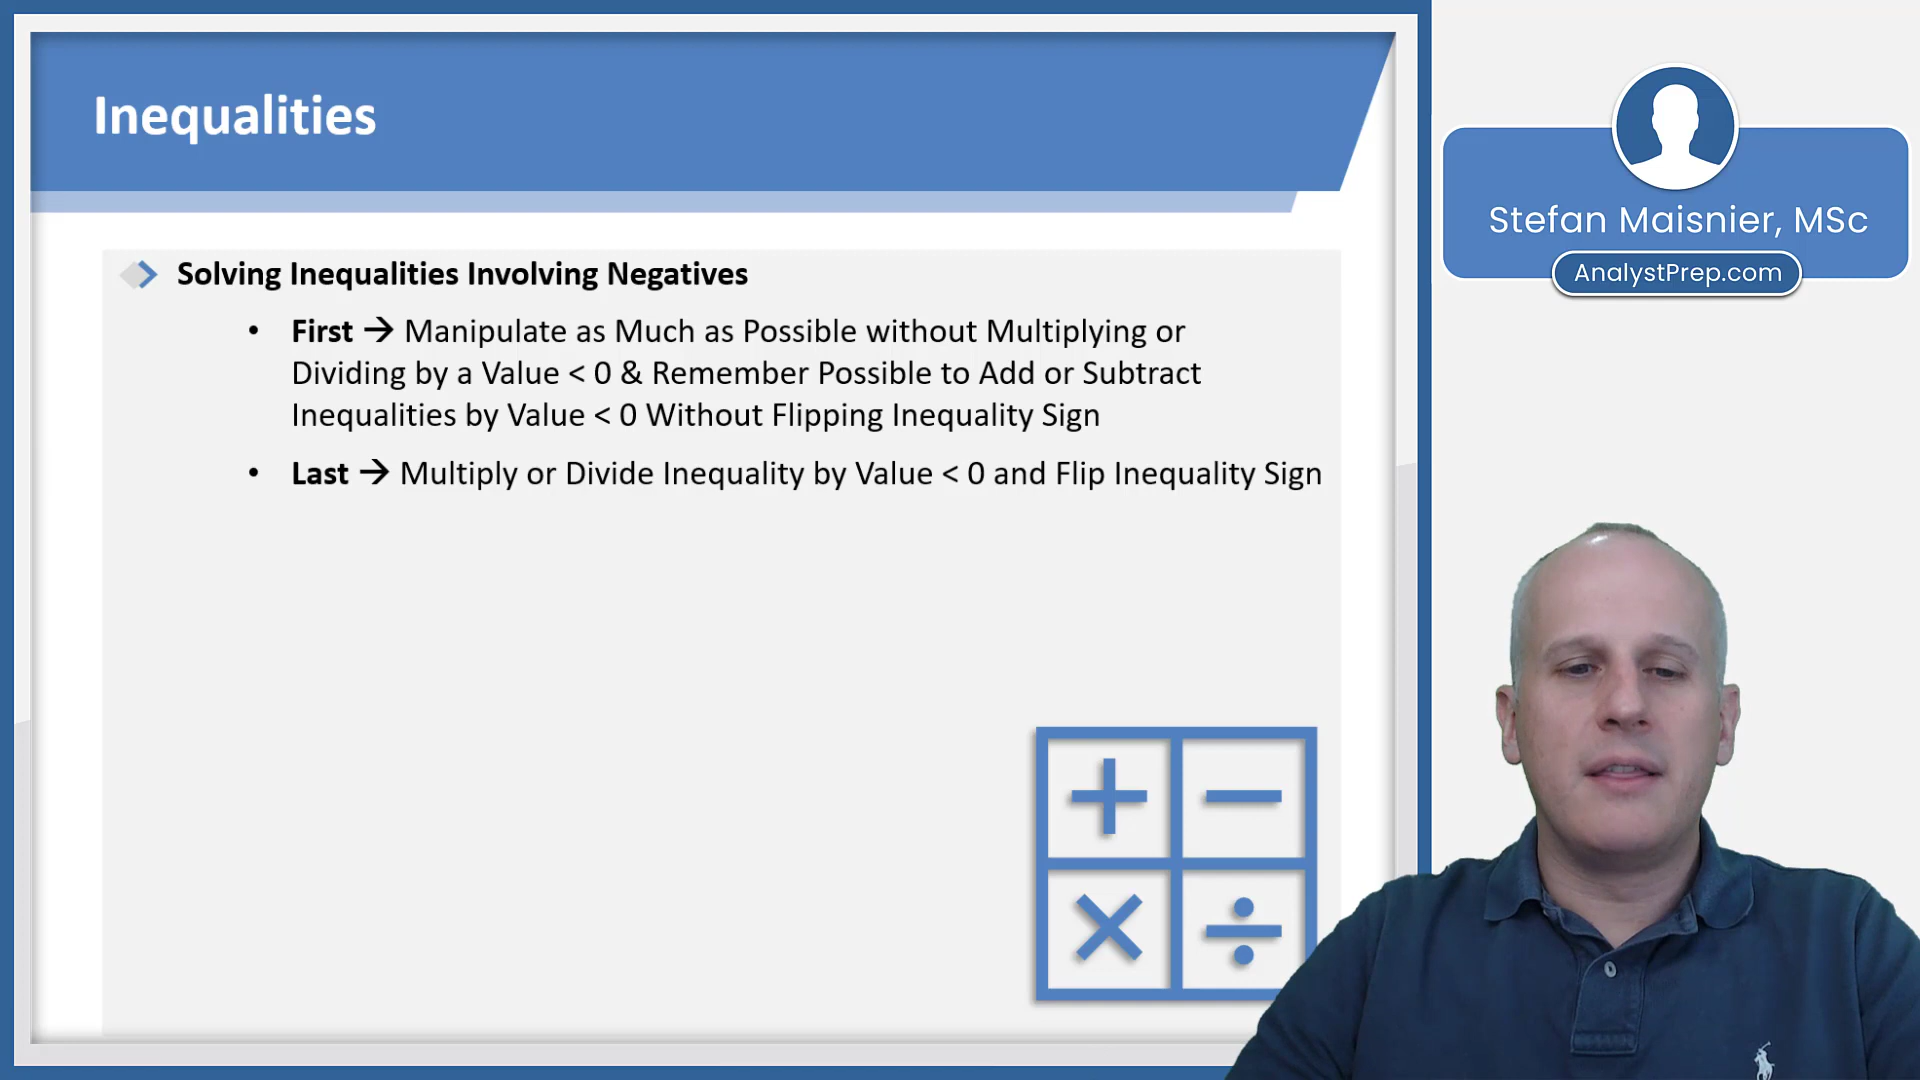 Inequalities
Solving Inequalities Involving Negatives
• First → Manipulate as Much as Possible without Multiplying or
Dividing by a Value < 0 & Remember Possible to Add or Subtract
Inequalities by Value < 0 Without Flipping Inequality Sign
• Last → Multiply or Divide Inequality by Value < 0 and Flip Inequality Sign
+ −
× ÷
Stefan Maisnier, MSc
AnalystPrep.com